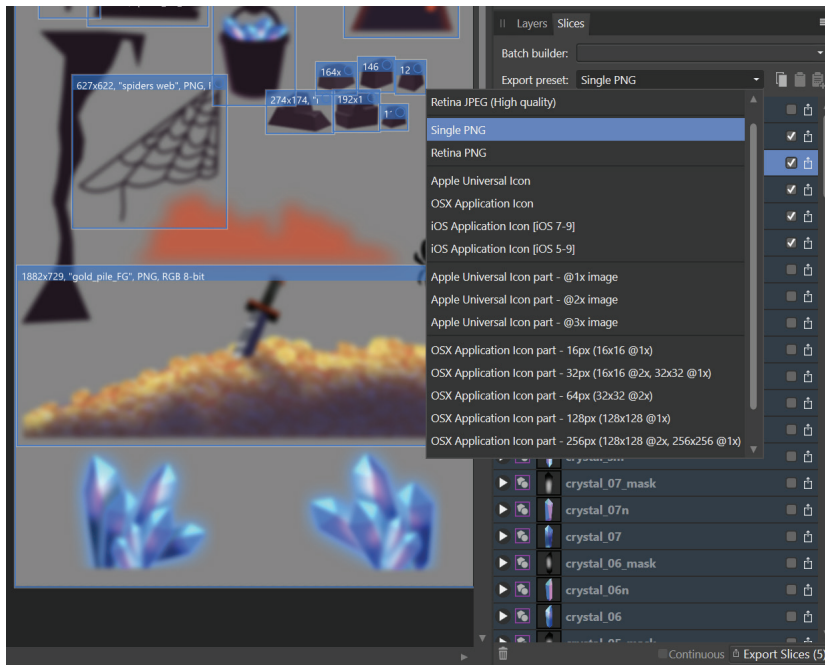 Layers
Slices
Batch builder:
Export preset: Single PNG
Retina JPEG (High quality)
Single PNG
Retina PNG
Apple Universal Icon
OSX Application Icon
iOS Application Icon [iOS 7-9]
iOS Application Icon [iOS 5-9]
Apple Universal Icon part - @1x image
Apple Universal Icon part - @2x image
Apple Universal Icon part - @3x image
OSX Application Icon part - 16px (16x16 @1x)
OSX Application Icon part - 32px (16x16 @2x, 32x32 @1x)
OSX Application Icon part - 64px (32x32 @2x)
OSX Application Icon part - 128px (128x128 @1x)
OSX Application Icon part - 256px (128x128 @2x, 256x256 @1x)
164x
146
12
627x622, "spiders web", PNG,
274x174,
192x1
1882x729, "gold_pile_FG", PNG, RGB 8-bit
crystal_07_mask
crystal_07n
crystal_07
crystal_06_mask
crystal_06n
crystal_06
Continuous
Export Slices (5)